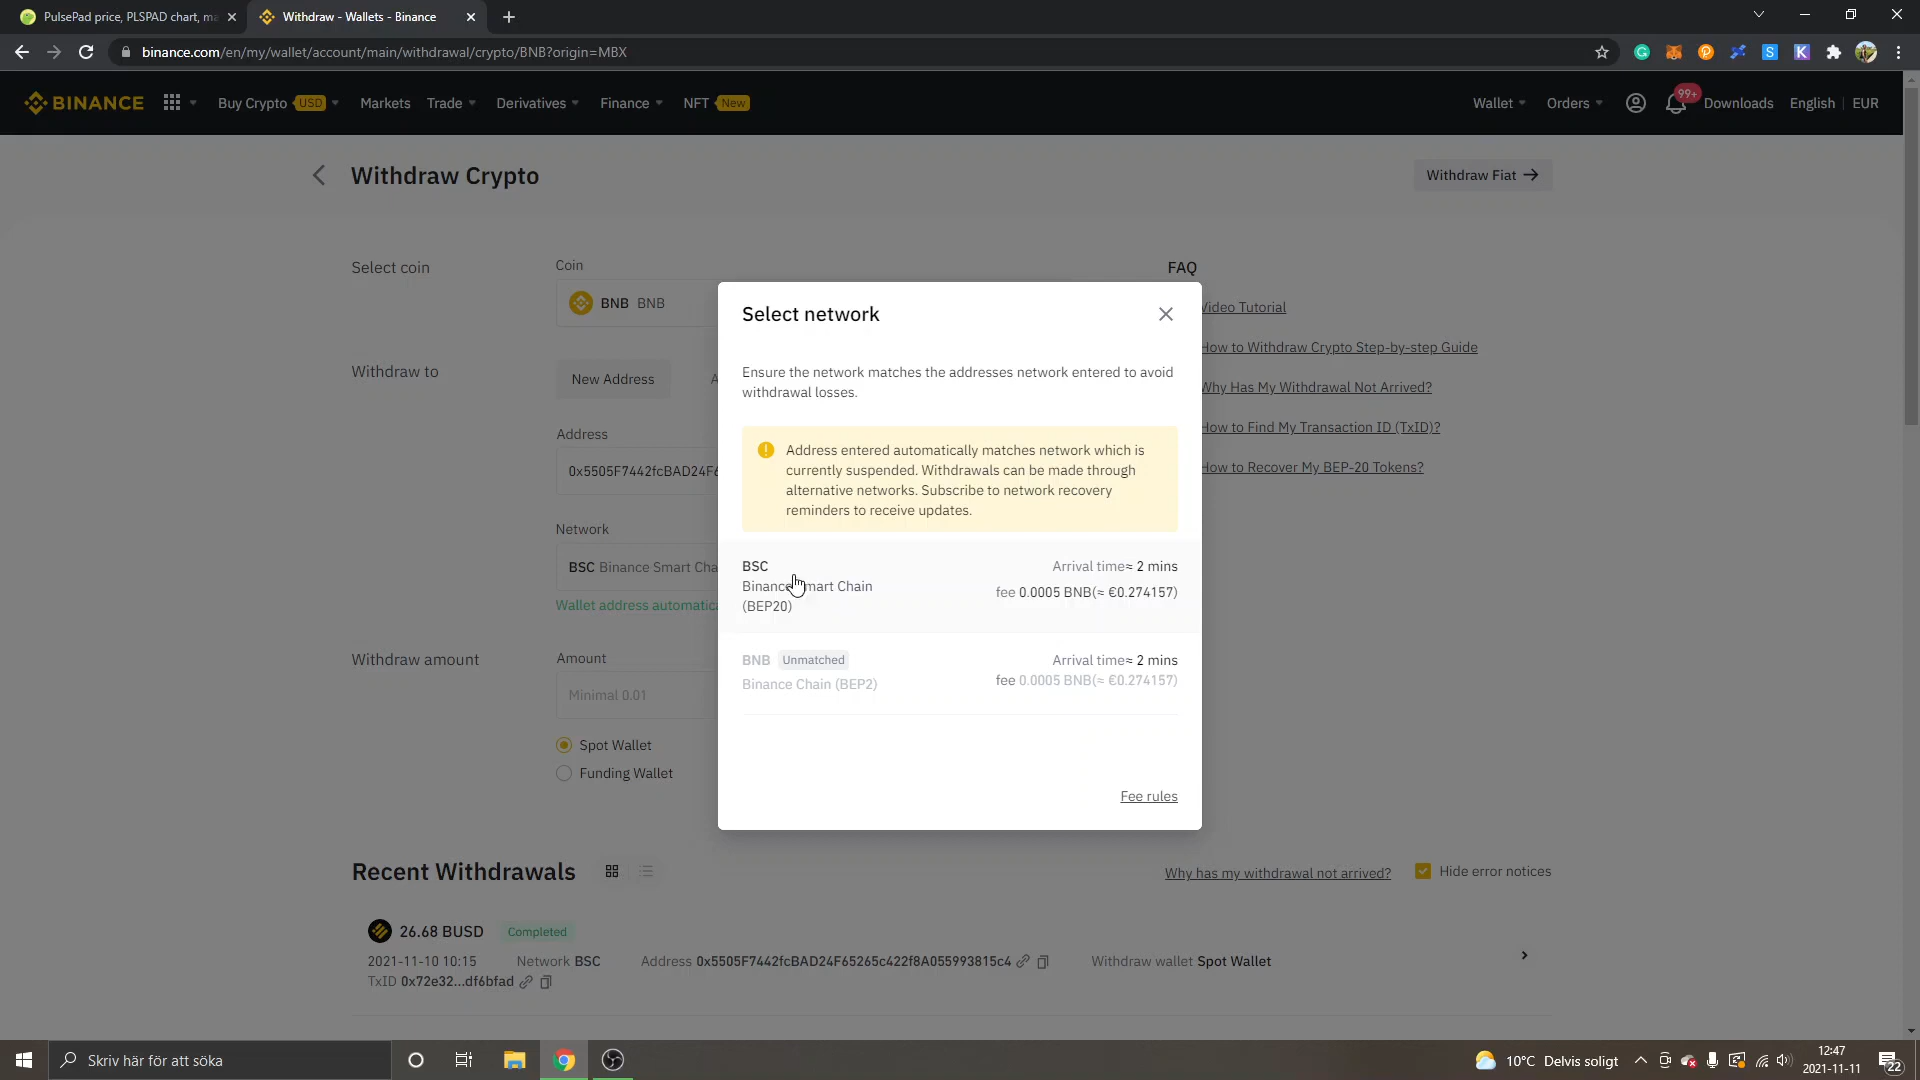 PulsePad price, PLSPAD chart, ma
Withdraw - Wallets - Binance
binance.com/en/my/wallet/account/main/withdrawal/crypto/BNB?origin=MBX
BINANCE
Buy Crypto USD
Markets
Trade
Derivatives
Finance
NFT New
Wallet
Orders
99+
Downloads
English
EUR
Withdraw Crypto
Withdraw Fiat
Select coin
Coin
BNB BNB
FAQ
Video Tutorial
How to Withdraw Crypto Step-by-step Guide
Why Has My Withdrawal Not Arrived?
How to Find My Transaction ID (TxID)?
How to Recover My BEP-20 Tokens?
Withdraw to
New Address
A
Address
0x5505F7442fcBAD24F6
Network
BSC Binance Smart Cha
Wallet address automatica
Withdraw amount
Amount
Minimal 0.01
Spot Wallet
Funding Wallet
Select network
Ensure the network matches the addresses network entered to avoid
withdrawal losses.
Address entered automatically matches network which is
currently suspended. Withdrawals can be made through
alternative networks. Subscribe to network recovery
reminders to receive updates.
BSC
Arrival time≈ 2 mins
Binance Smart Chain
fee 0.0005 BNB(≈ €0.274157)
(BEP20)
BNB Unmatched
Arrival time≈ 2 mins
Binance Chain (BEP2)
fee 0.0005 BNB(≈ €0.274157)
Fee rules
Recent Withdrawals
Why has my withdrawal not arrived?
Hide error notices
26.68 BUSD Completed
2021-11-10 10:15
Network BSC
Address 0x5505F7442fcBAD24F65265c422f8A055993815c4
Withdraw wallet Spot Wallet
TxID 0x72e32...df6bfad
Skriv här för att söka
10°C Delvis soligt
12:47
2021-11-11
22